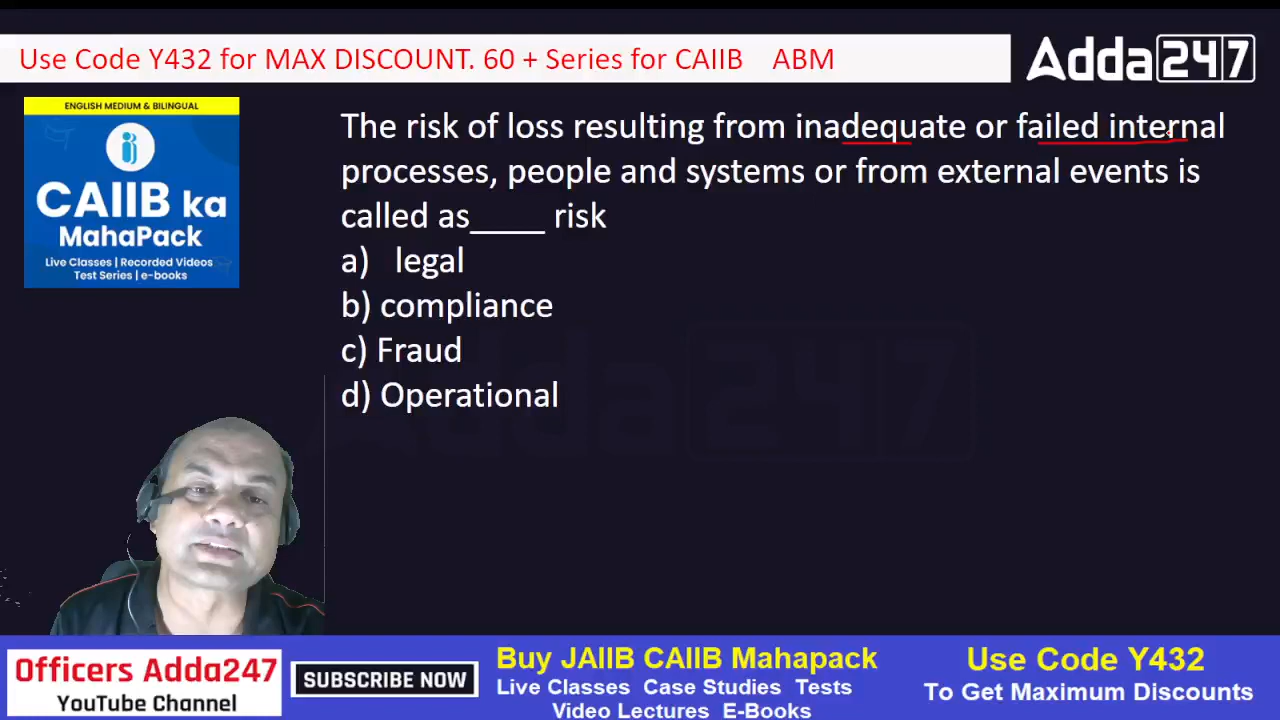 Use Code Y432 for MAX DISCOUNT. 60 + Series for CAIIB ABM
Adda247
ENGLISH MEDIUM & BILINGUAL
CAIIB ka
MahaPack
Live Classes | Recorded Videos
Test Series | e-books
The risk of loss resulting from inadequate or failed internal
processes, people and systems or from external events is
called as____ risk
a) legal
b) compliance
c) Fraud
d) Operational
Adda247
Officers Adda247
YouTube Channel
SUBSCRIBE NOW
Buy JAIIB CAIIB Mahapack
Live Classes Case Studies Tests
Video Lectures E-Books
Use Code Y432
To Get Maximum Discounts